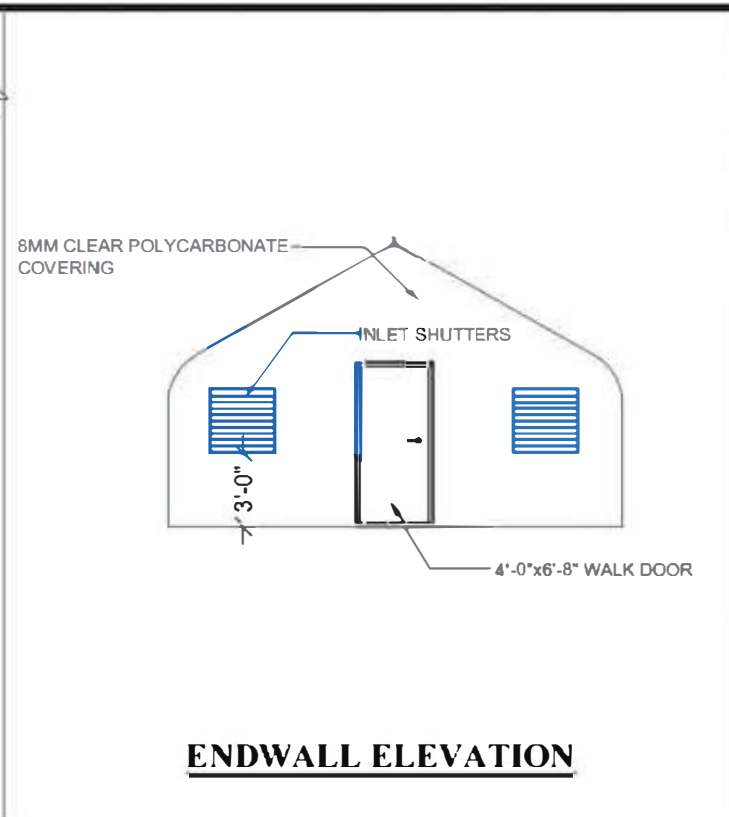 8MM CLEAR POLYCARBONATE
COVERING
INLET SHUTTERS
3'-0"
4'-0"x6'-8" WALK DOOR
ENDWALL ELEVATION